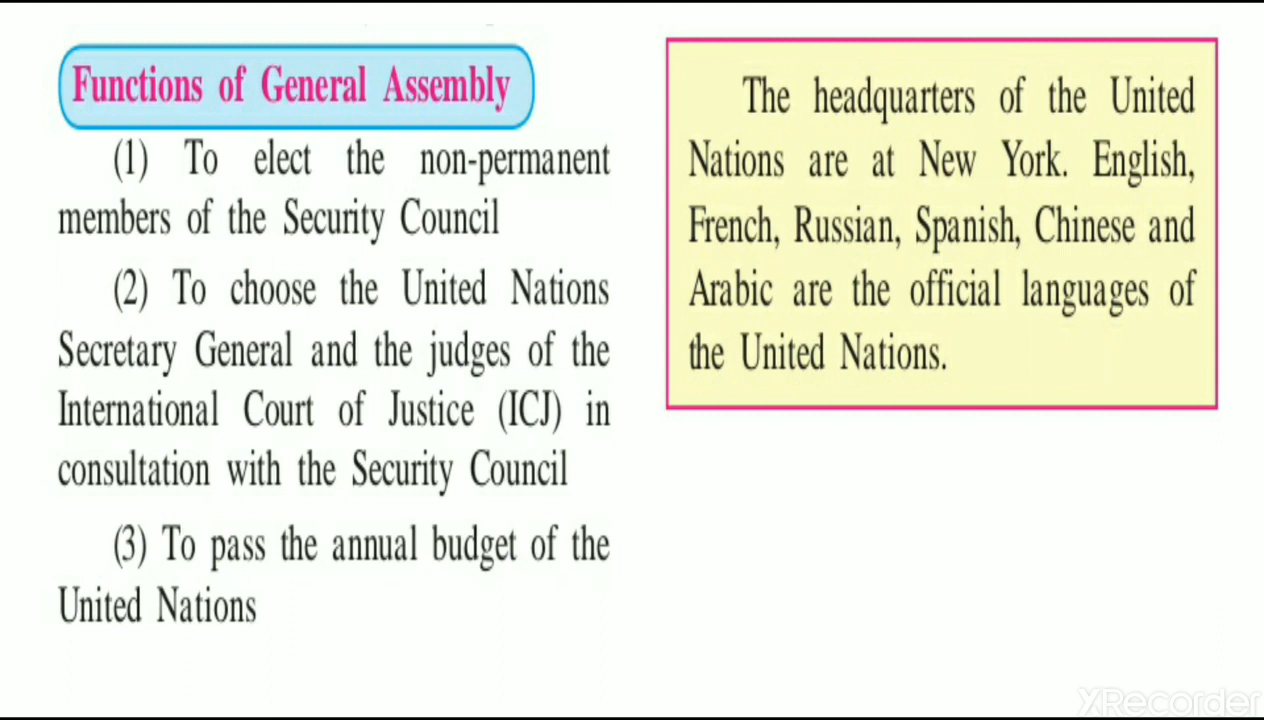 Functions of General Assembly
(1) To elect the non-permanent
members of the Security Council
(2) To choose the United Nations
Secretary General and the judges of the
International Court of Justice (ICJ) in
consultation with the Security Council
(3) To pass the annual budget of the
United Nations
The headquarters of the United
Nations are at New York. English,
French, Russian, Spanish, Chinese and
Arabic are the official languages of
the United Nations.
XRecorder